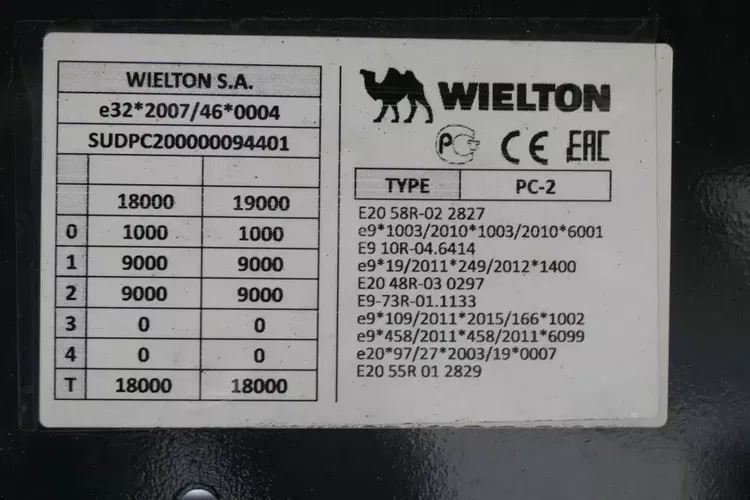 WIELTON S.A.
e32*2007/46*0004
SUDPC200000094401
18000 19000
0 1000 1000
1 9000 9000
2 9000 9000
3 0 0
4 0 0
T 18000 18000
WIELTON
PC CE EAC
TYPE PC-2
E20 58R-02 2827
e9*1003/2010*1003/2010*6001
E9 10R-04.6414
e9*19/2011*249/2012*1400
E20 48R-03 0297
E9-73R-01.1133
e9*109/2011*2015/166*1002
e9*458/2011*458/2011*6099
e20*97/27*2003/19*0007
E20 55R 01 2829